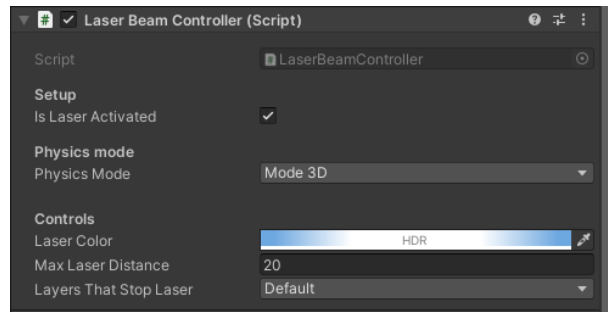 Laser Beam Controller (Script)
Script LaserBeamController
Setup
Is Laser Activated
Physics mode
Physics Mode Mode 3D
Controls
Laser Color HDR
Max Laser Distance 20
Layers That Stop Laser Default